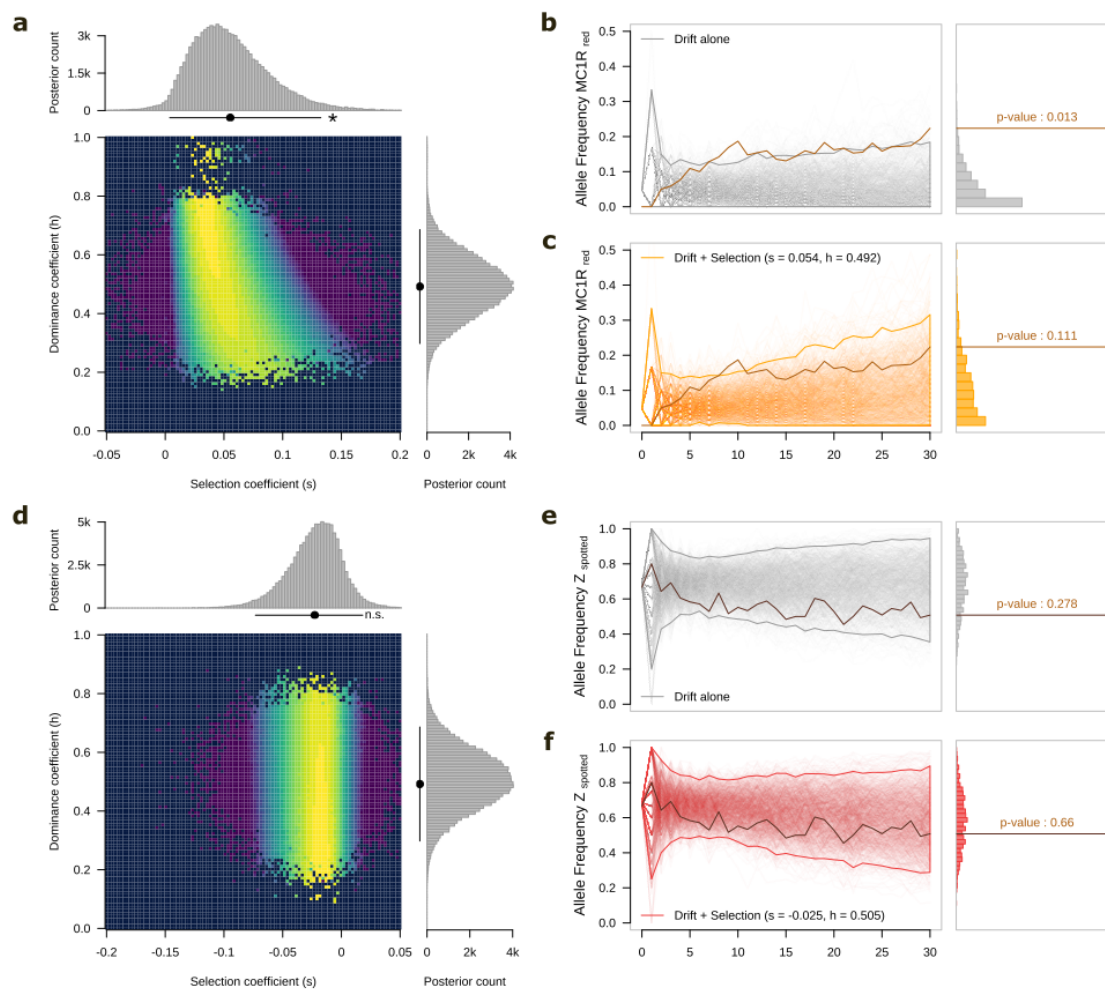 a
Posterior count
3k
1.5k
0
*
Dominance coefficient (h)
1.0
0.8
0.6
0.4
0.2
0.0
-0.05
0
0.05
0.1
0.15
0.2
Selection coefficient (s)
0
2k
4k
Posterior count
b
Allele Frequency MC1R red
0.5
0.4
0.3
0.2
0.1
0.0
Drift alone
p-value : 0.013
c
Allele Frequency MC1R red
0.5
0.4
0.3
0.2
0.1
0.0
Drift + Selection (s = 0.054, h = 0.492)
p-value : 0.111
0
5
10
15
20
25
30
d
Posterior count
5k
2.5k
0
n.s.
Dominance coefficient (h)
1.0
0.8
0.6
0.4
0.2
0.0
-0.2
-0.15
-0.1
-0.05
0
0.05
Selection coefficient (s)
0
2k
4k
Posterior count
e
Allele Frequency Z spotted
1.0
0.8
0.6
0.4
0.2
0.0
Drift alone
p-value : 0.278
f
Allele Frequency Z spotted
1.0
0.8
0.6
0.4
0.2
0.0
Drift + Selection (s = -0.025, h = 0.505)
p-value : 0.66
0
5
10
15
20
25
30